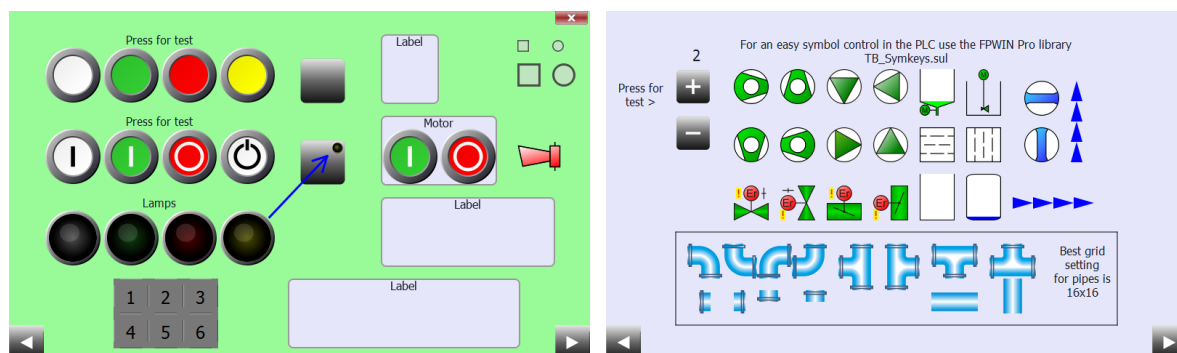 Press for test
Label
Press for test
Motor
I
I
I
Lamps
Label
1 2 3
4 5 6
Label
2
For an easy symbol control in the PLC use the FPWIN Pro library
TB_Symkeys.sul
Press for
test >
+
−
M
M
! Er
! Er
! Er
! Er
Best grid
setting
for pipes is
16x16